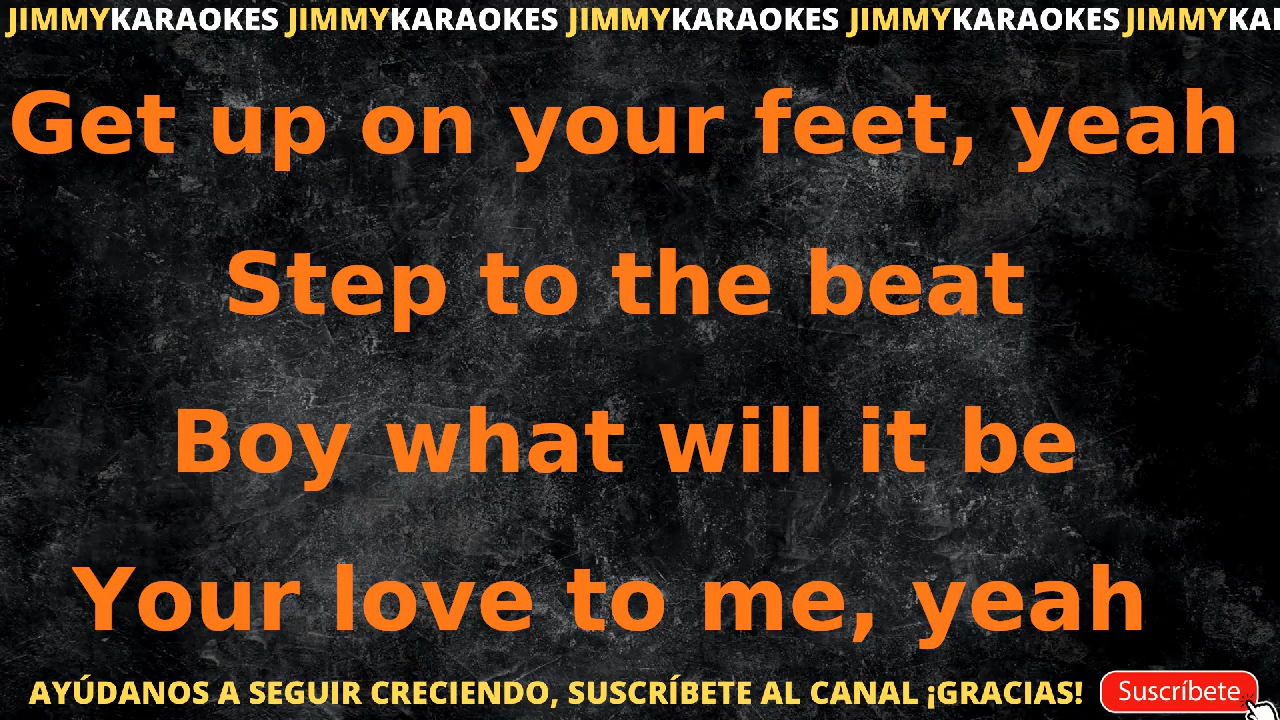 JIMMYKARAOKES JIMMYKARAOKES JIMMYKARAOKES JIMMYKARAOKES JIMMYKAI
Get up on your feet, yeah
Step to the beat
Boy what will it be
Your love to me, yeah
AYÚDANOS A SEGUIR CRECIENDO, SUSCRÍBETE AL CANAL ¡GRACIAS! Suscríbete